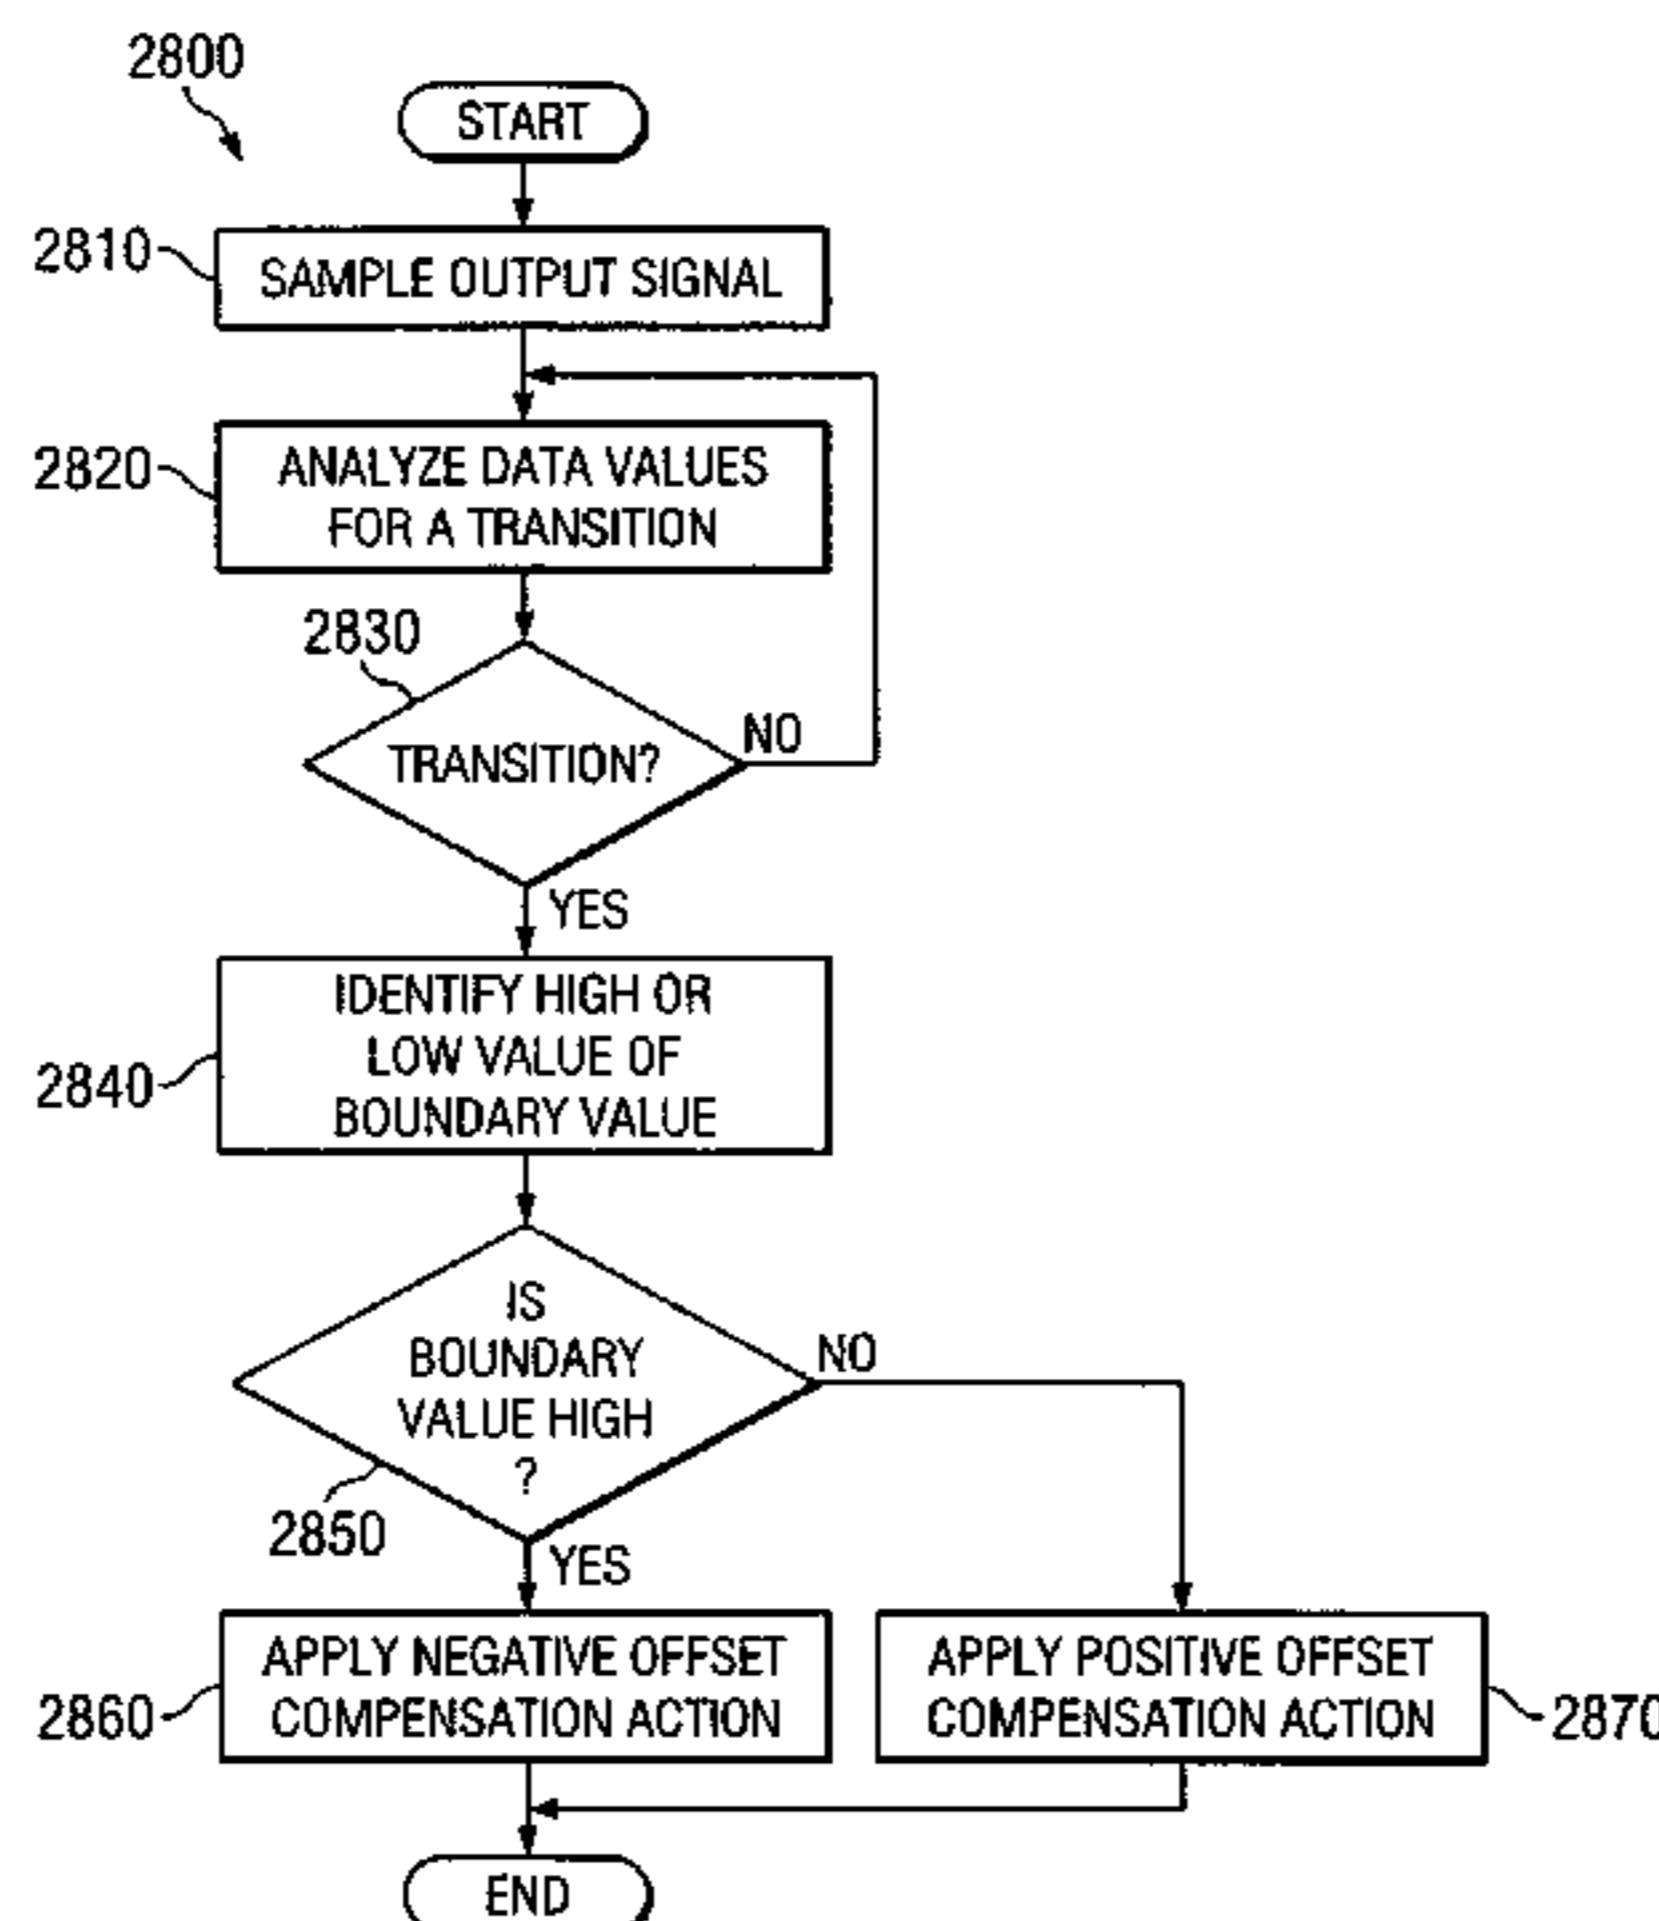 2800
START
2810
SAMPLE OUTPUT SIGNAL
2820
ANALYZE DATA VALUES
FOR A TRANSITION
2830
TRANSITION?
NO
YES
2840
IDENTIFY HIGH OR
LOW VALUE OF
BOUNDARY VALUE
IS
BOUNDARY
VALUE HIGH
?
NO
2850
YES
2860
APPLY NEGATIVE OFFSET
COMPENSATION ACTION
APPLY POSITIVE OFFSET
COMPENSATION ACTION
2870
END